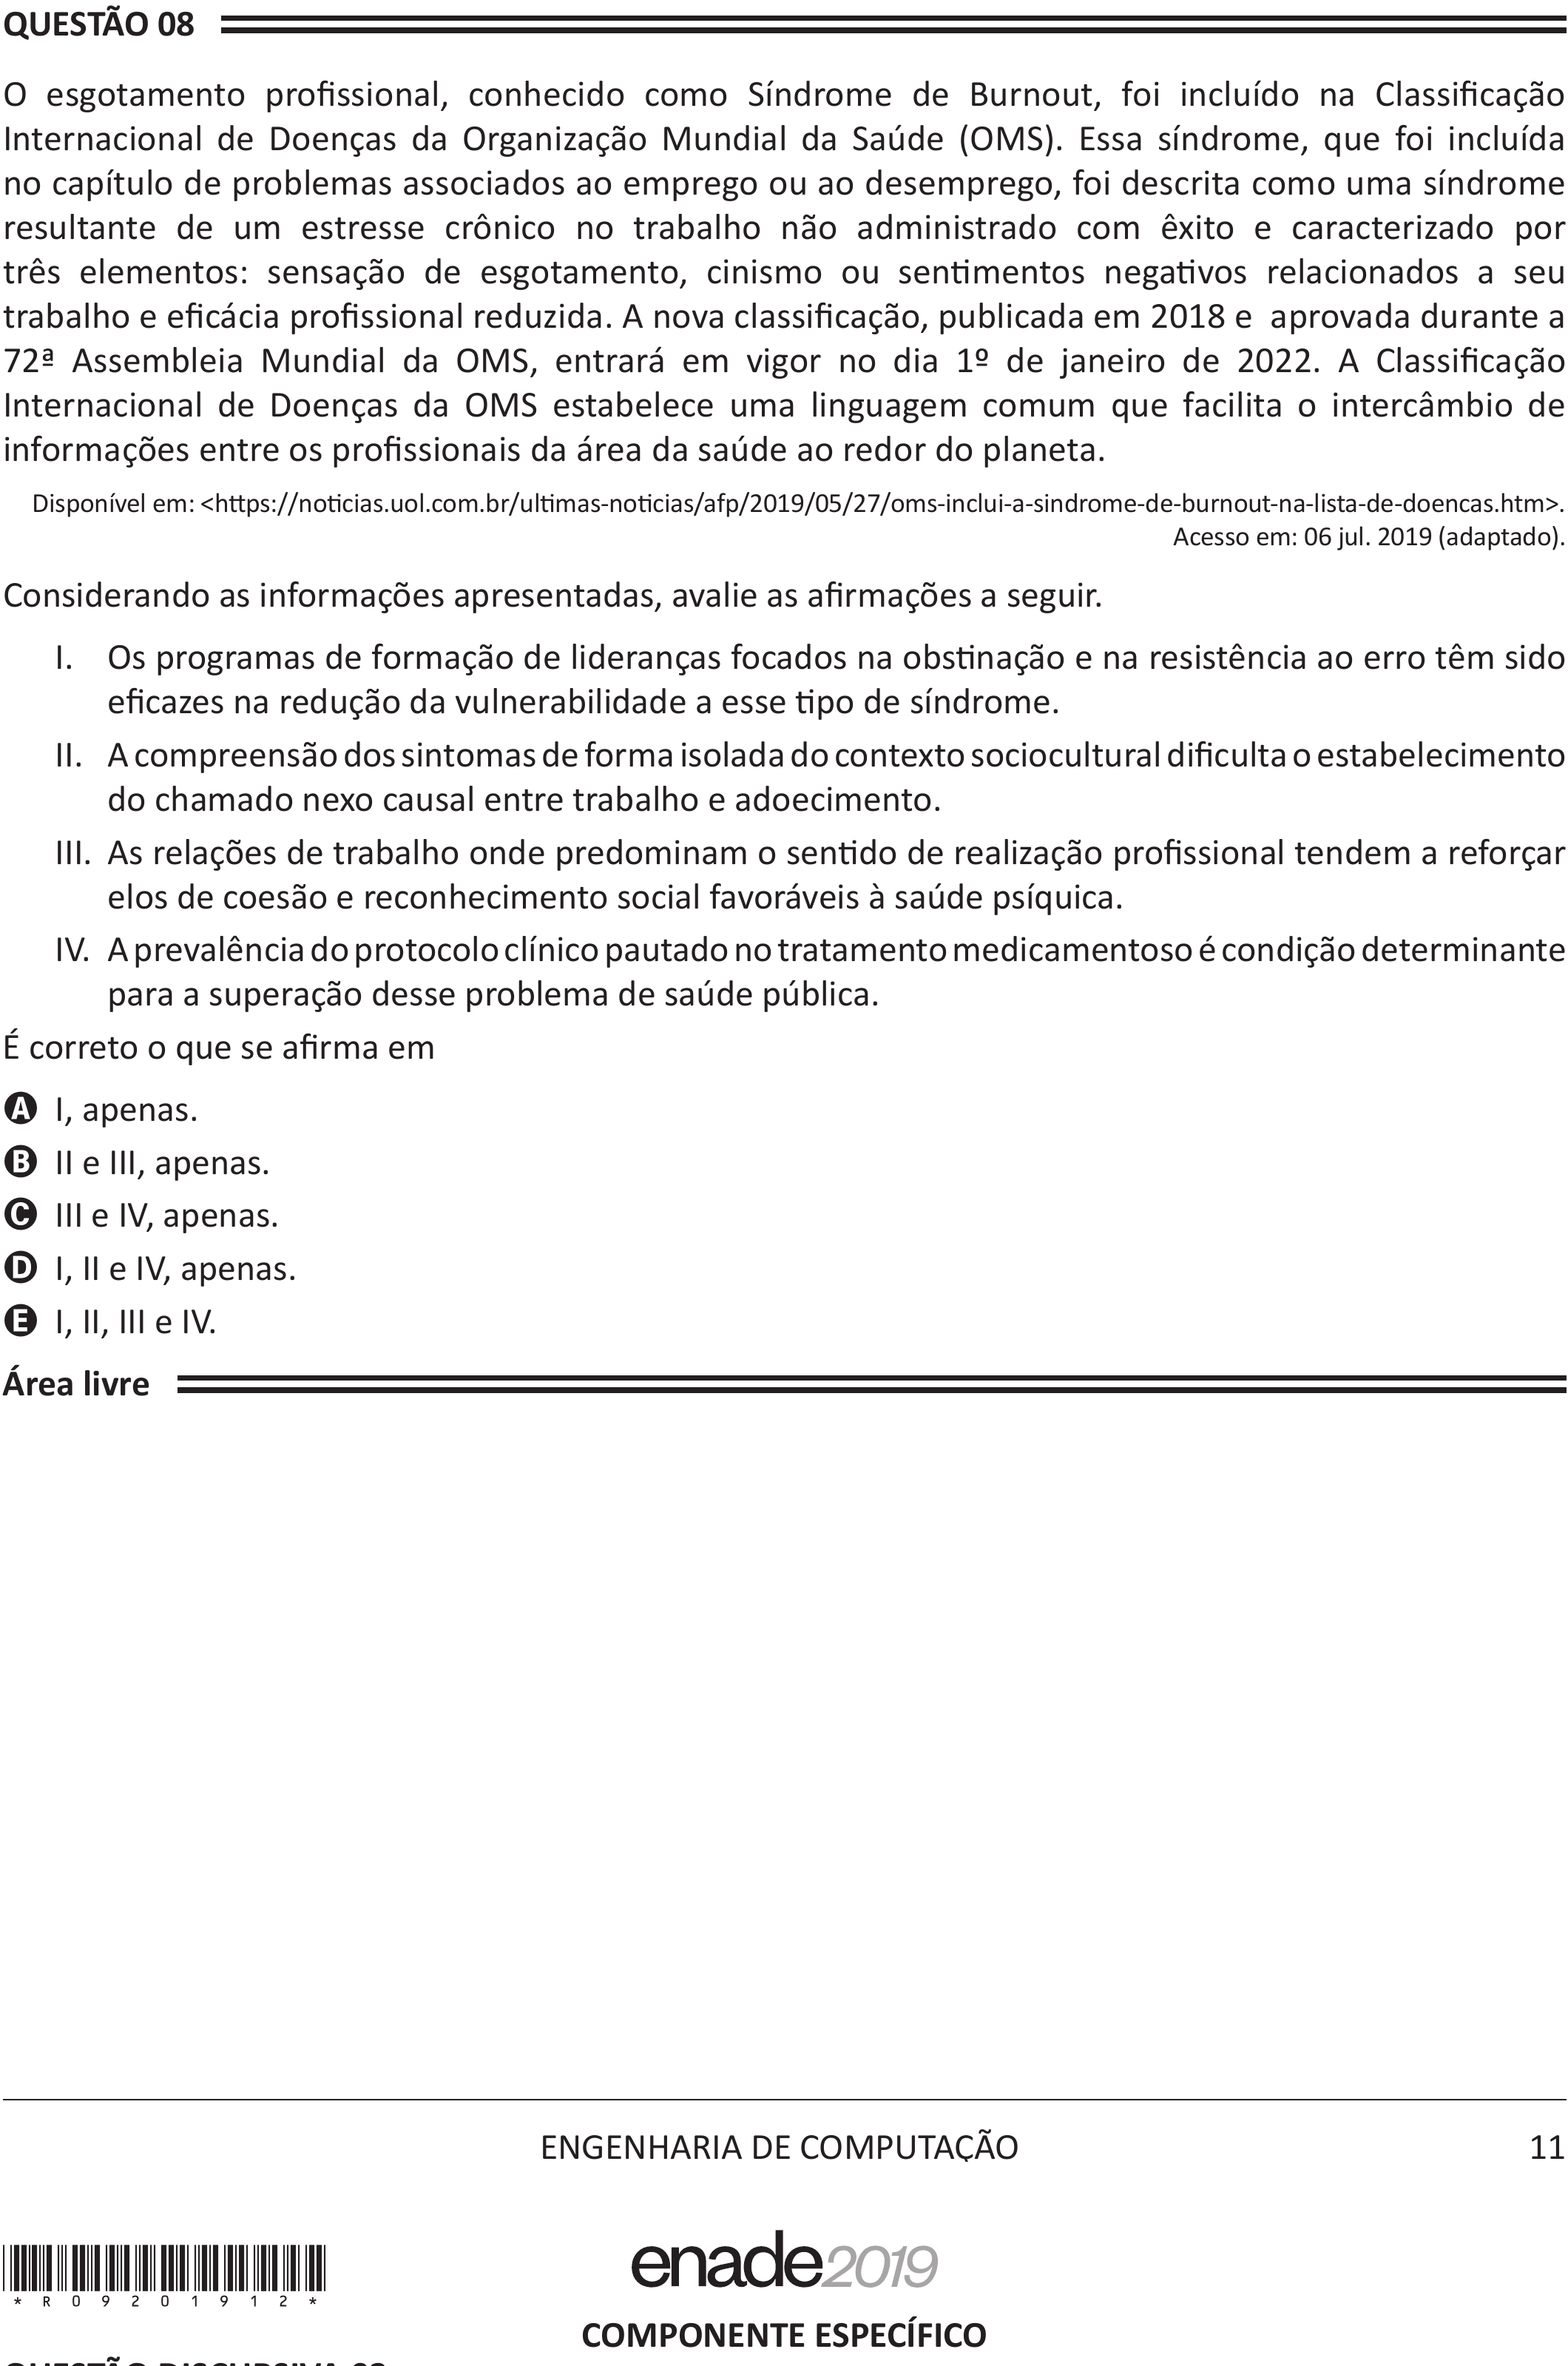 QUESTÃO 08
O esgotamento profissional, conhecido como Síndrome de Burnout, foi incluído na Classificação
Internacional de Doenças da Organização Mundial da Saúde (OMS). Essa síndrome, que foi incluída
no capítulo de problemas associados ao emprego ou ao desemprego, foi descrita como uma síndrome
resultante de um estresse crônico no trabalho não administrado com êxito e caracterizado por
três elementos: sensação de esgotamento, cinismo ou sentimentos negativos relacionados a seu
trabalho e eficácia profissional reduzida. A nova classificação, publicada em 2018 e aprovada durante a
72ª Assembleia Mundial da OMS, entrará em vigor no dia 1º de janeiro de 2022. A Classificação
Internacional de Doenças da OMS estabelece uma linguagem comum que facilita o intercâmbio de
informações entre os profissionais da área da saúde ao redor do planeta.
Disponível em: <https://noticias.uol.com.br/ultimas-noticias/afp/2019/05/27/oms-inclui-a-sindrome-de-burnout-na-lista-de-doencas.htm>.
Acesso em: 06 jul. 2019 (adaptado).
Considerando as informações apresentadas, avalie as afirmações a seguir.
I. Os programas de formação de lideranças focados na obstinação e na resistência ao erro têm sido
eficazes na redução da vulnerabilidade a esse tipo de síndrome.
II. A compreensão dos sintomas de forma isolada do contexto sociocultural dificulta o estabelecimento
do chamado nexo causal entre trabalho e adoecimento.
III. As relações de trabalho onde predominam o sentido de realização profissional tendem a reforçar
elos de coesão e reconhecimento social favoráveis à saúde psíquica.
IV. A prevalência do protocolo clínico pautado no tratamento medicamentoso é condição determinante
para a superação desse problema de saúde pública.
É correto o que se afirma em
A I, apenas.
B II e III, apenas.
C III e IV, apenas.
D I, II e IV, apenas.
E I, II, III e IV.
Área livre
ENGENHARIA DE COMPUTAÇÃO 11
enade2019
* R 0 9 2 0 1 9 1 2 *
COMPONENTE ESPECÍFICO